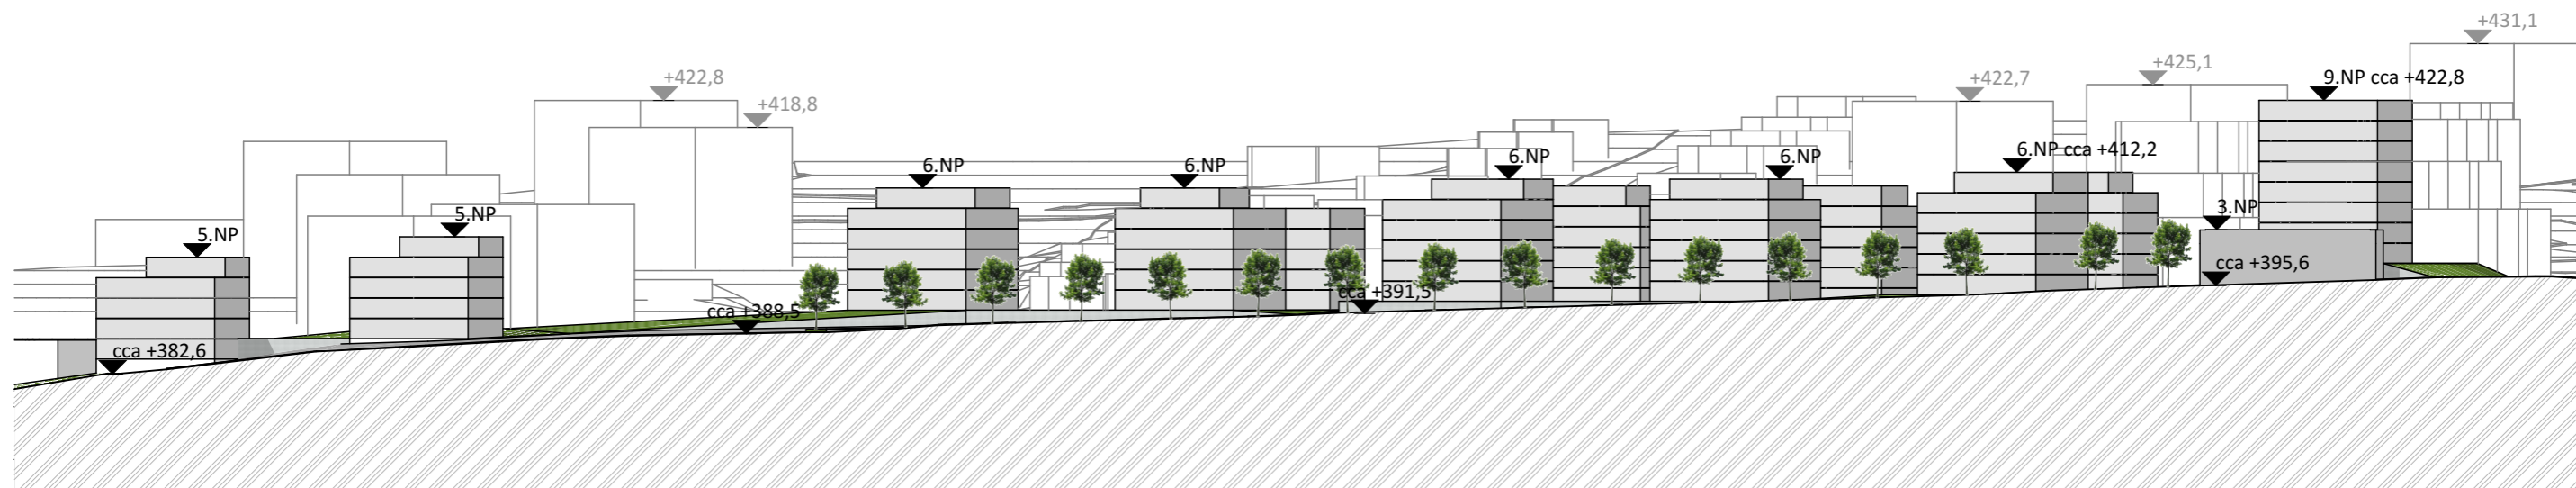 +431,1
+425,1
+422,8
+422,7
9.NP cca +422,8
+418,8
6.NP
6.NP
6.NP
6.NP
6.NP cca +412,2
5.NP
5.NP
3.NP
cca +395,6
cca +391,5
cca +388,5
cca +382,6